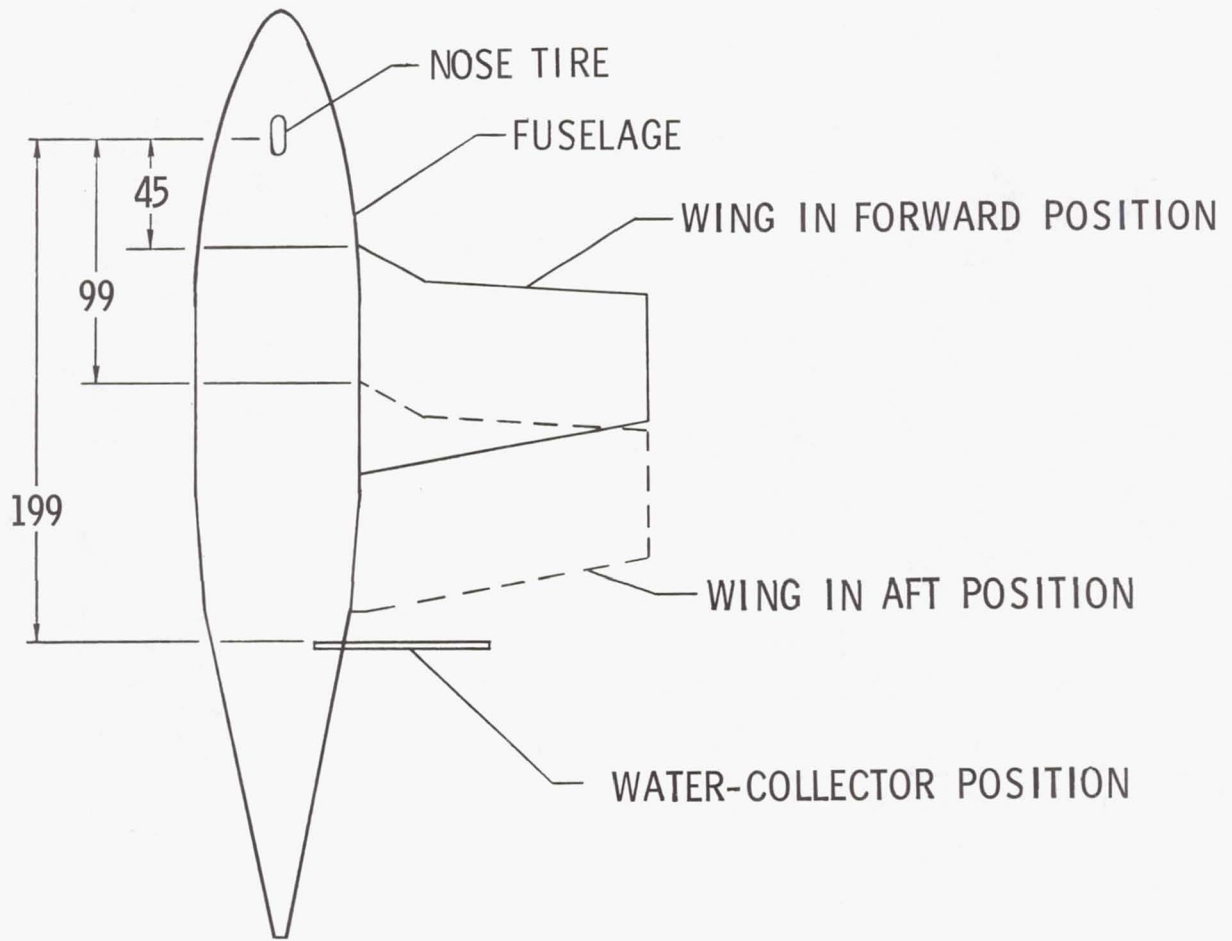 NOSE TIRE
FUSELAGE
45
WING IN FORWARD POSITION
99
199
WING IN AFT POSITION
WATER-COLLECTOR POSITION